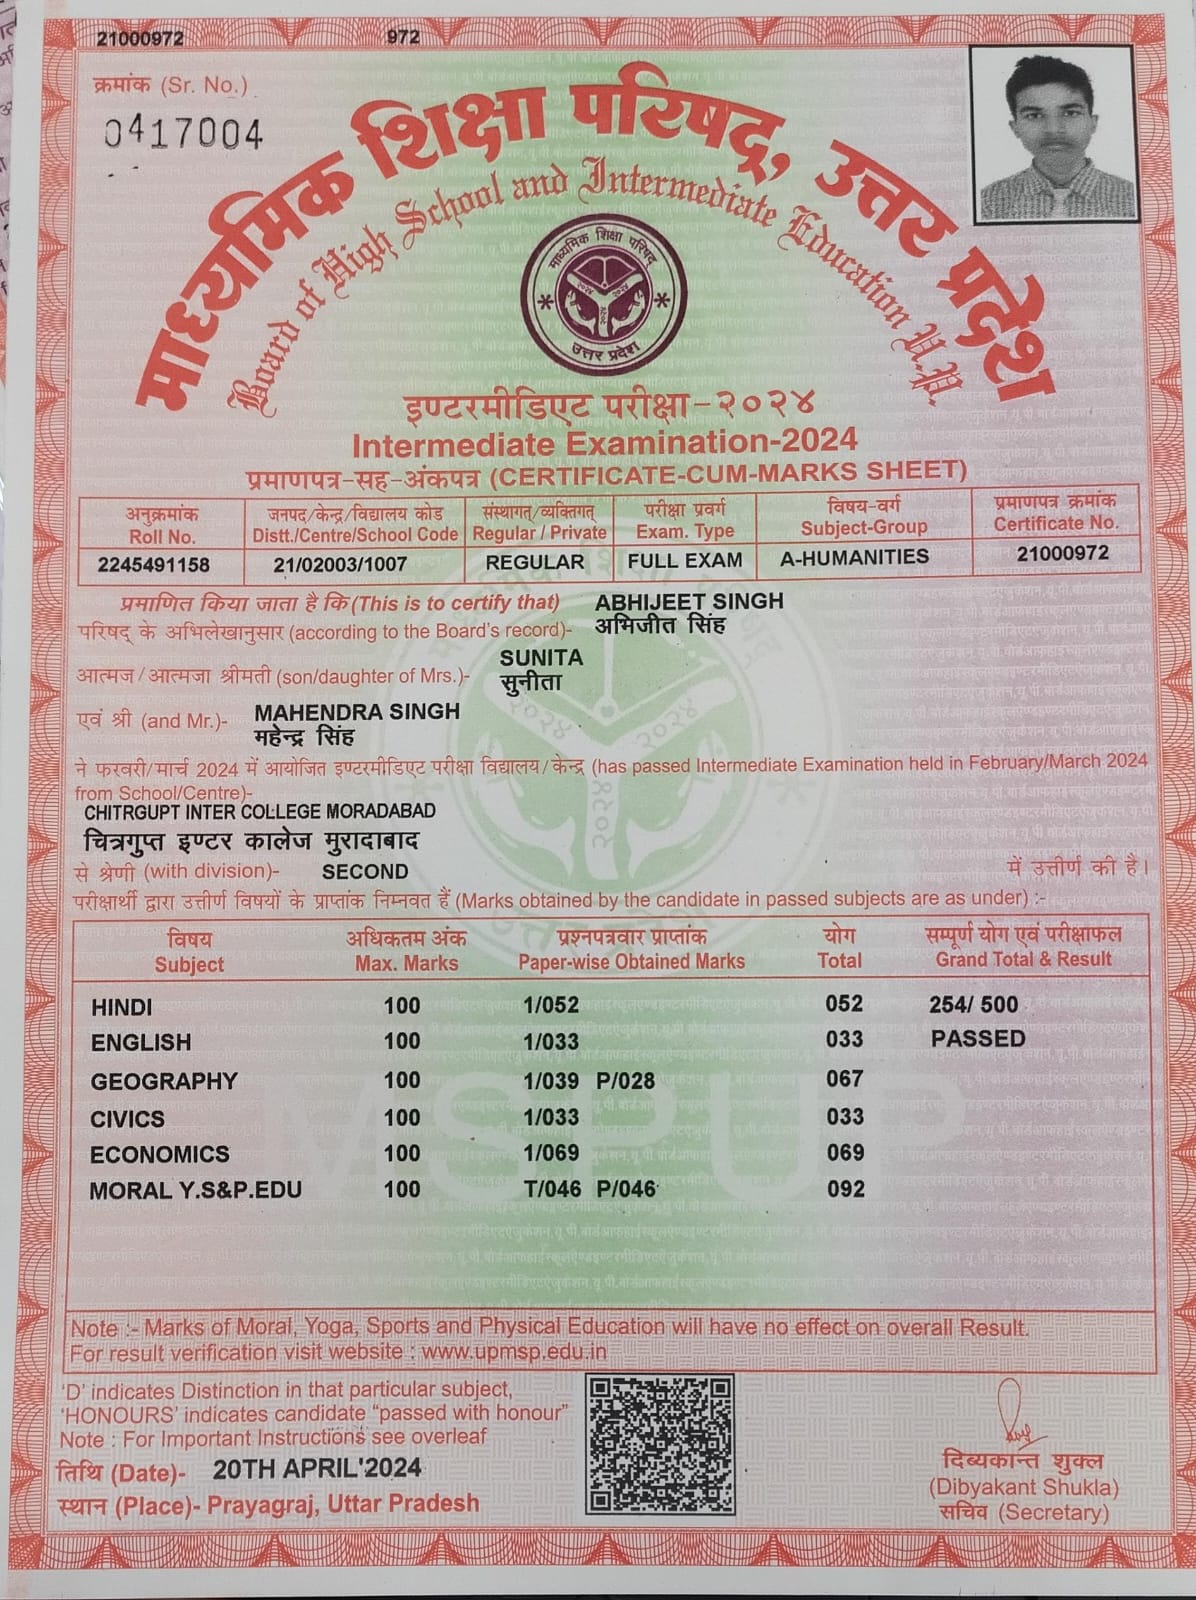 21000972 972
क्रमांक (Sr. No.)
0417004
माध्यमिक शिक्षा परिषद्, उत्तर प्रदेश
Board of High School and Intermediate Education U.P.
माध्यमिक शिक्षा परिषद्
२०२४ २०२४
२०२४
उत्तर प्रदेश
इण्टरमीडिएट परीक्षा-२०२४
Intermediate Examination-2024
प्रमाणपत्र-सह-अंकपत्र (CERTIFICATE-CUM-MARKS SHEET)
अनुक्रमांक जनपद/केन्द्र/विद्यालय कोड संस्थागत्/व्यक्तिगत् परीक्षा प्रवर्ग विषय-वर्ग प्रमाणपत्र क्रमांक
Roll No. Distt./Centre/School Code Regular / Private Exam. Type Subject-Group Certificate No.
2245491158 21/02003/1007 REGULAR FULL EXAM A-HUMANITIES 21000972
प्रमाणित किया जाता है कि (This is to certify that) ABHIJEET SINGH
परिषद् के अभिलेखानुसार (according to the Board's record)- अभिजीत सिंह
SUNITA
आत्मज/आत्मजा श्रीमती (son/daughter of Mrs.)- सुनीता
एवं श्री (and Mr.)- MAHENDRA SINGH
महेन्द्र सिंह
ने फरवरी/मार्च 2024 में आयोजित इण्टरमीडिएट परीक्षा विद्यालय/केन्द्र (has passed Intermediate Examination held in February/March 2024
from School/Centre)-
CHITRGUPT INTER COLLEGE MORADABAD
चित्रगुप्त इण्टर कालेज मुरादाबाद
से श्रेणी (with division)- SECOND में उत्तीर्ण की है।
परीक्षार्थी द्वारा उत्तीर्ण विषयों के प्राप्तांक निम्नवत हैं (Marks obtained by the candidate in passed subjects are as under) :-
विषय अधिकतम अंक प्रश्नपत्रवार प्राप्तांक योग सम्पूर्ण योग एवं परीक्षाफल
Subject Max. Marks Paper-wise Obtained Marks Total Grand Total & Result
HINDI 100 1/052 052 254/ 500
ENGLISH 100 1/033 033 PASSED
GEOGRAPHY 100 1/039 P/028 067
CIVICS 100 1/033 033
ECONOMICS 100 1/069 069
MORAL Y.S&P.EDU 100 T/046 P/046 092
MSPUP
Note :- Marks of Moral, Yoga, Sports and Physical Education will have no effect on overall Result.
For result verification visit website : www.upmsp.edu.in
'D' indicates Distinction in that particular subject,
'HONOURS' indicates candidate "passed with honour"
Note : For Important Instructions see overleaf
तिथि (Date)- 20TH APRIL'2024
स्थान (Place)- Prayagraj, Uttar Pradesh
दिब्यकान्त शुक्ल
(Dibyakant Shukla)
सचिव (Secretary)